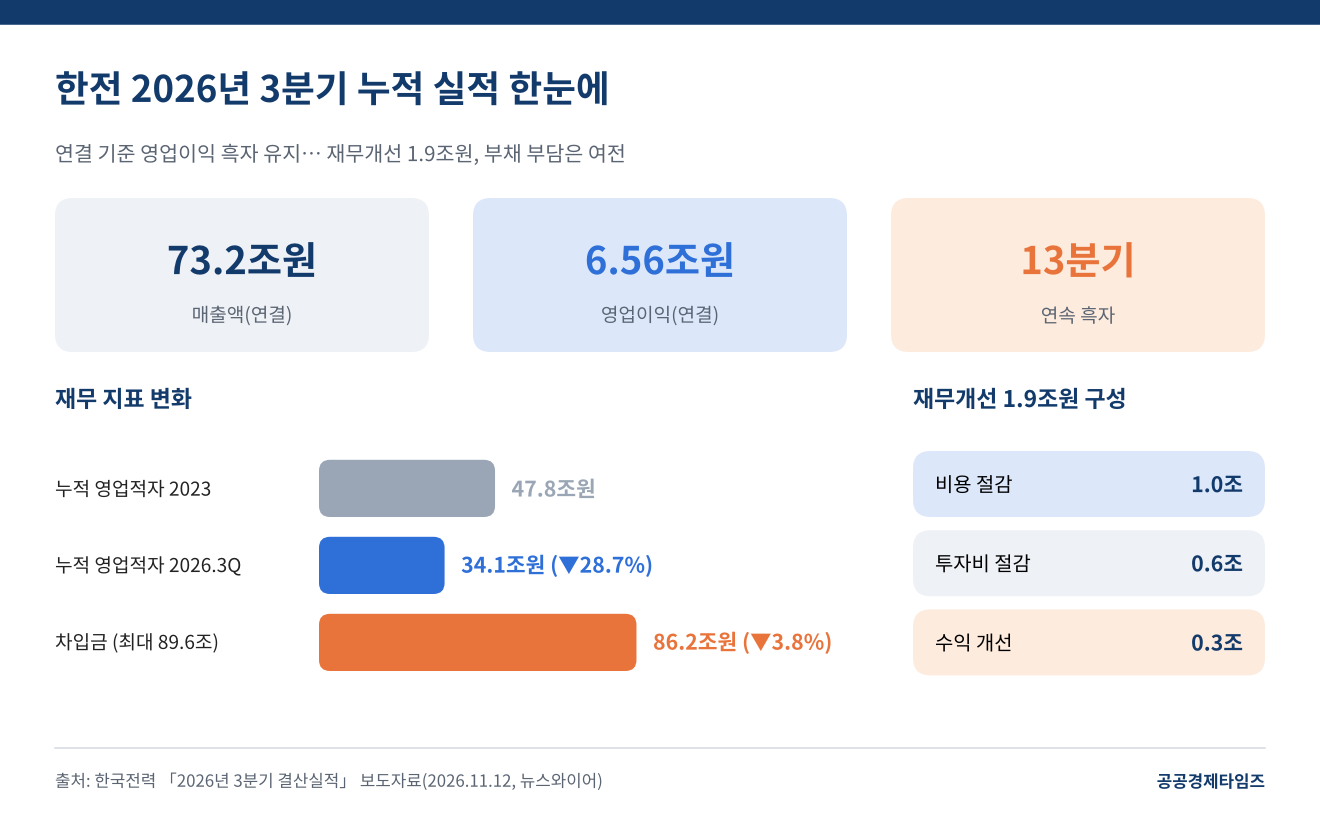 한전 2026년 3분기 누적 실적 한눈에
연결 기준 영업이익 흑자 유지… 재무개선 1.9조원, 부채 부담은 여전
73.2조원
매출액(연결)
6.56조원
영업이익(연결)
13분기
연속 흑자
재무 지표 변화
누적 영업적자 2023
47.8조원
누적 영업적자 2026.3Q
34.1조원 (▼28.7%)
차입금 (최대 89.6조)
86.2조원 (▼3.8%)
재무개선 1.9조원 구성
비용 절감 1.0조
투자비 절감 0.6조
수익 개선 0.3조
출처: 한국전력 「2026년 3분기 결산실적」 보도자료(2026.11.12, 뉴스와이어)
공공경제타임즈